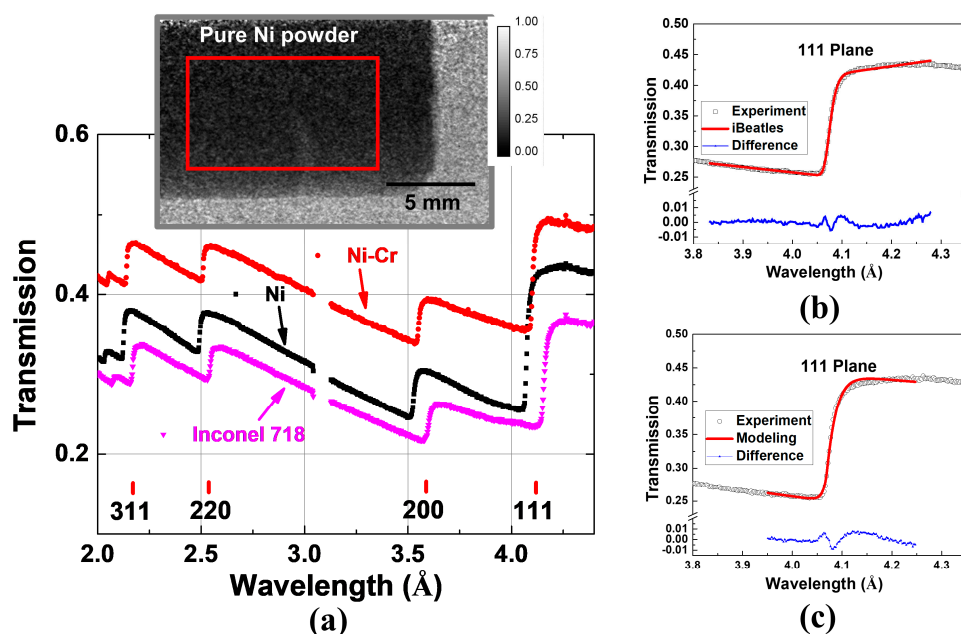 Pure Ni powder
1.00
0.75
0.50
0.25
0.00
5 mm
0.6
0.4
0.2
Transmission
Ni-Cr
Ni
Inconel 718
311
220
200
111
2.0 2.5 3.0 3.5 4.0
Wavelength (Å)
(a)
0.50
0.45
0.40
0.35
0.30
0.25
0.01
0.00
-0.01
Transmission
111 Plane
Experiment
iBeatles
Difference
3.8 3.9 4.0 4.1 4.2 4.3
Wavelength (Å)
(b)
0.50
0.45
0.40
0.35
0.30
0.25
0.01
0.00
-0.01
Transmission
111 Plane
Experiment
Modeling
Difference
3.8 3.9 4.0 4.1 4.2 4.3
Wavelength (Å)
(c)